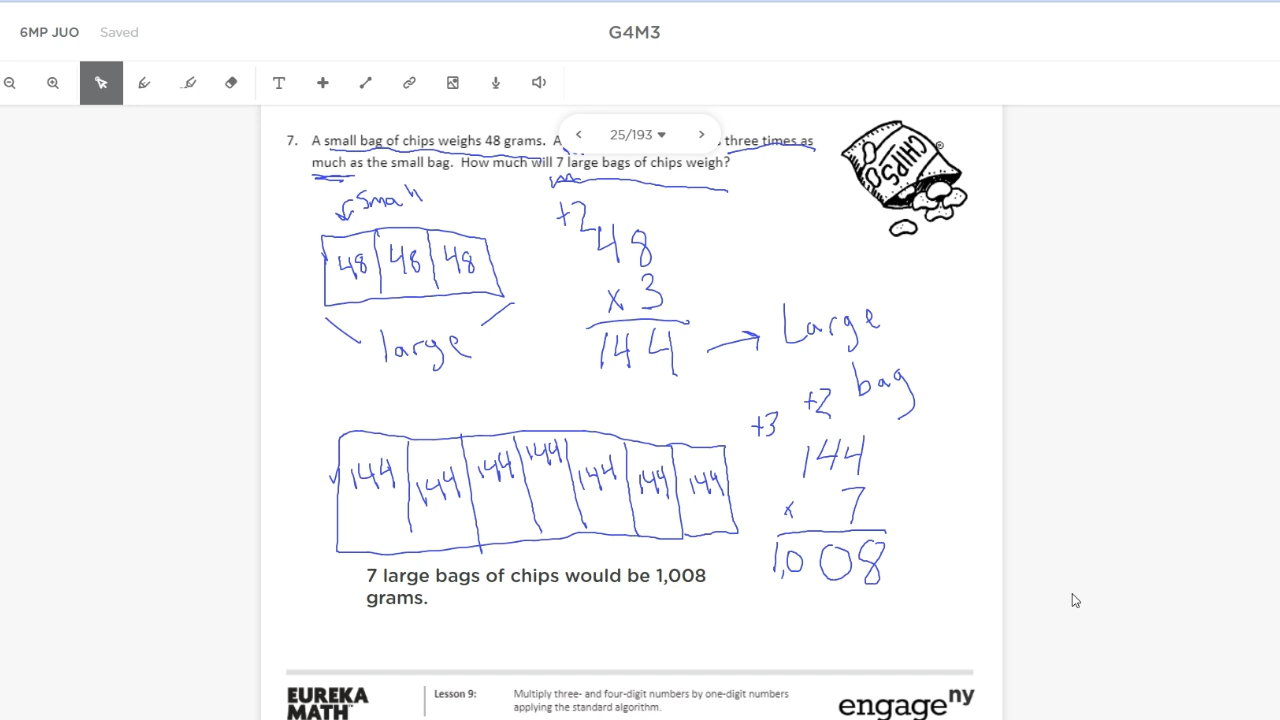 6MP JUO Saved G4M3
T
25/193
7. A small bag of chips weighs 48 grams. A three times as
much as the small bag. How much will 7 large bags of chips weigh?
CHIPS
small
48 48 48
large
+2
48
x 3
144
Large
bag
144 144 144 144 144 144 144
+3 +2
144
x 7
1,008
7 large bags of chips would be 1,008
grams.
EUREKA
MATH™
Lesson 9: Multiply three- and four-digit numbers by one-digit numbers
applying the standard algorithm.
engageny